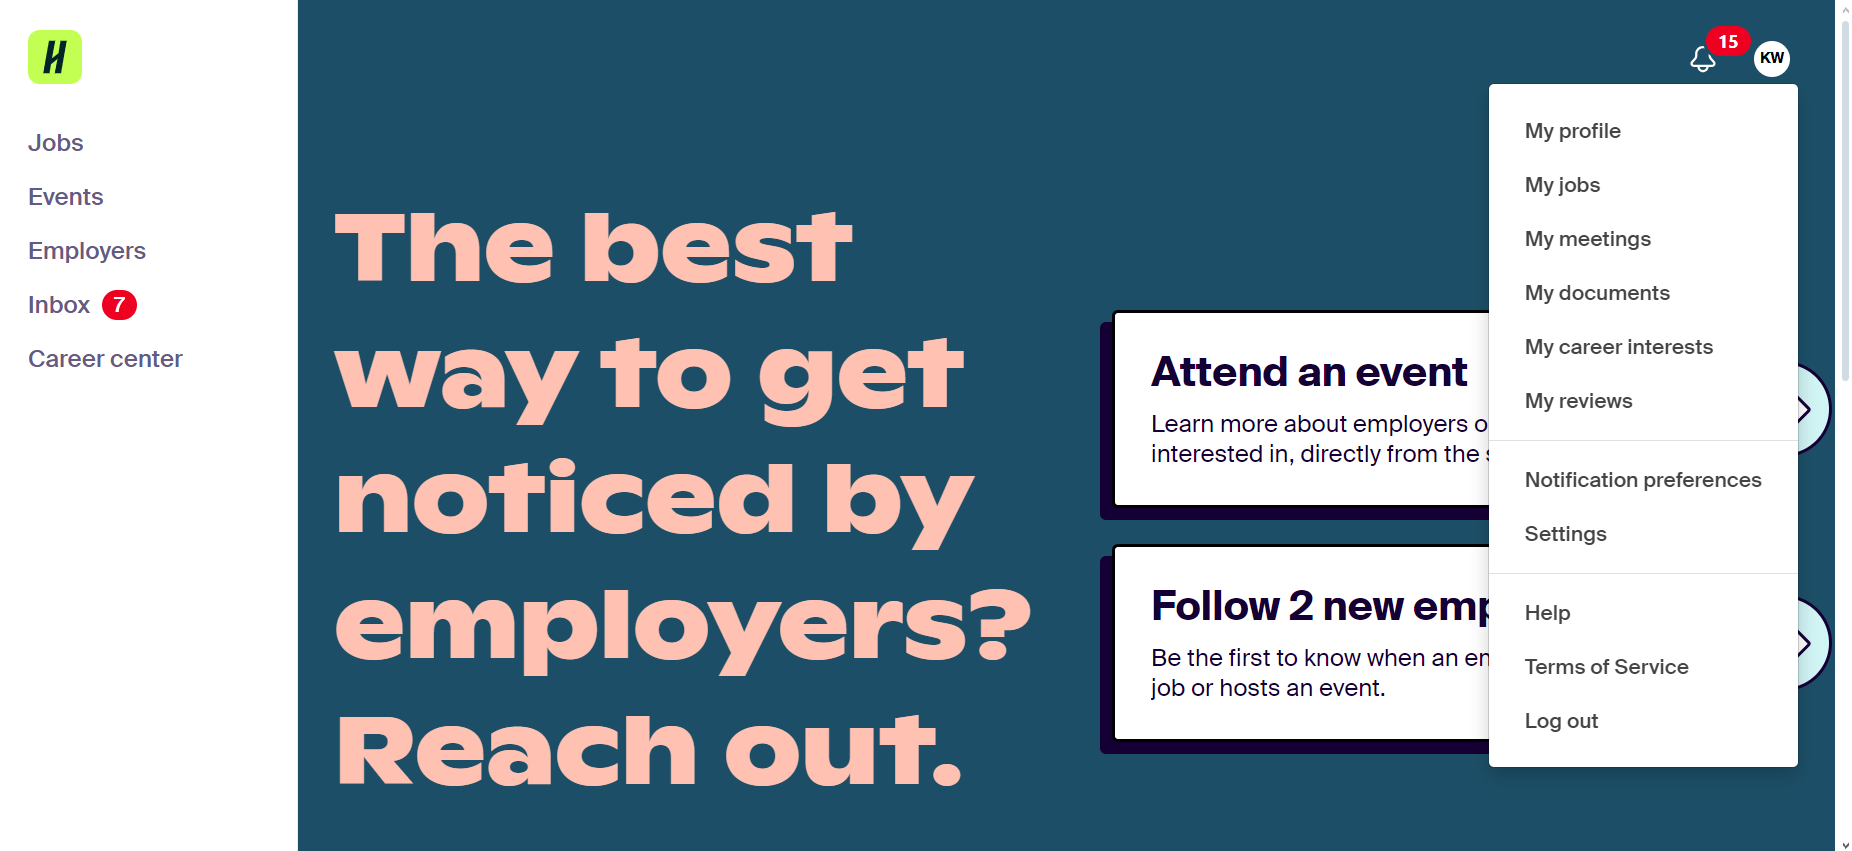 H
Jobs
Events
Employers
Inbox 7
Career center
15
KW
The best
way to get
noticed by
employers?
Reach out.
Attend an event
Learn more about employers
interested in, directly from the
Follow 2 new
Be the first to know when an
job or hosts an event.
My profile
My jobs
My meetings
My documents
My career interests
My reviews
Notification preferences
Settings
Help
Terms of Service
Log out